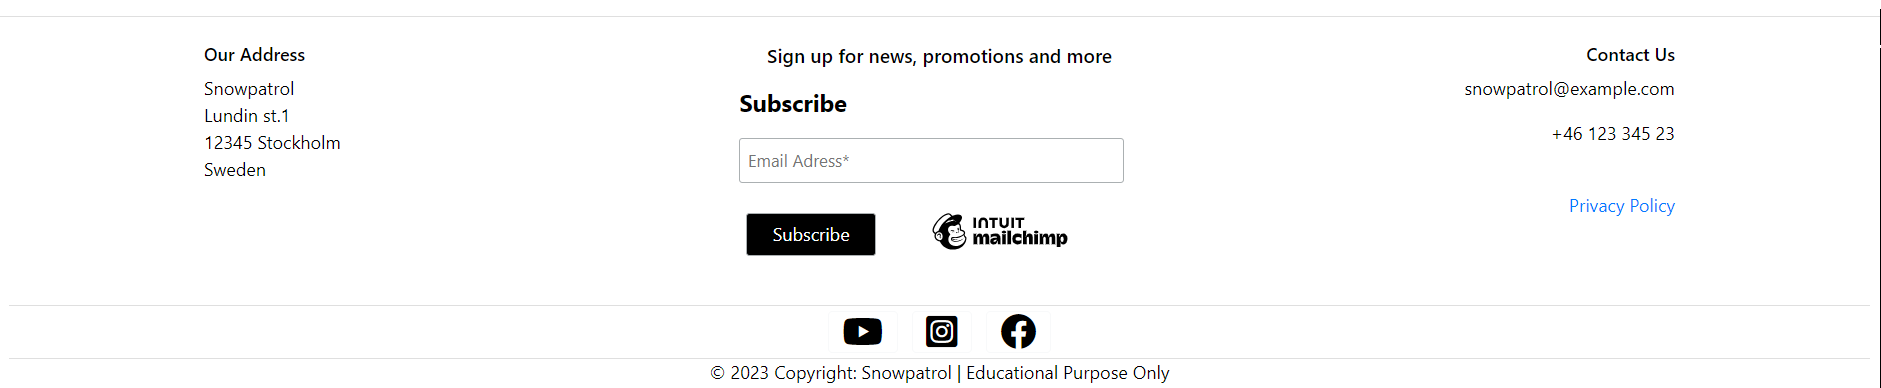 Our Address
Snowpatrol
Lundin st.1
12345 Stockholm
Sweden
Sign up for news, promotions and more
Subscribe
Email Adress*
Subscribe
INTUIT
mailchimp
Contact Us
snowpatrol@example.com
+46 123 345 23
Privacy Policy
© 2023 Copyright: Snowpatrol | Educational Purpose Only